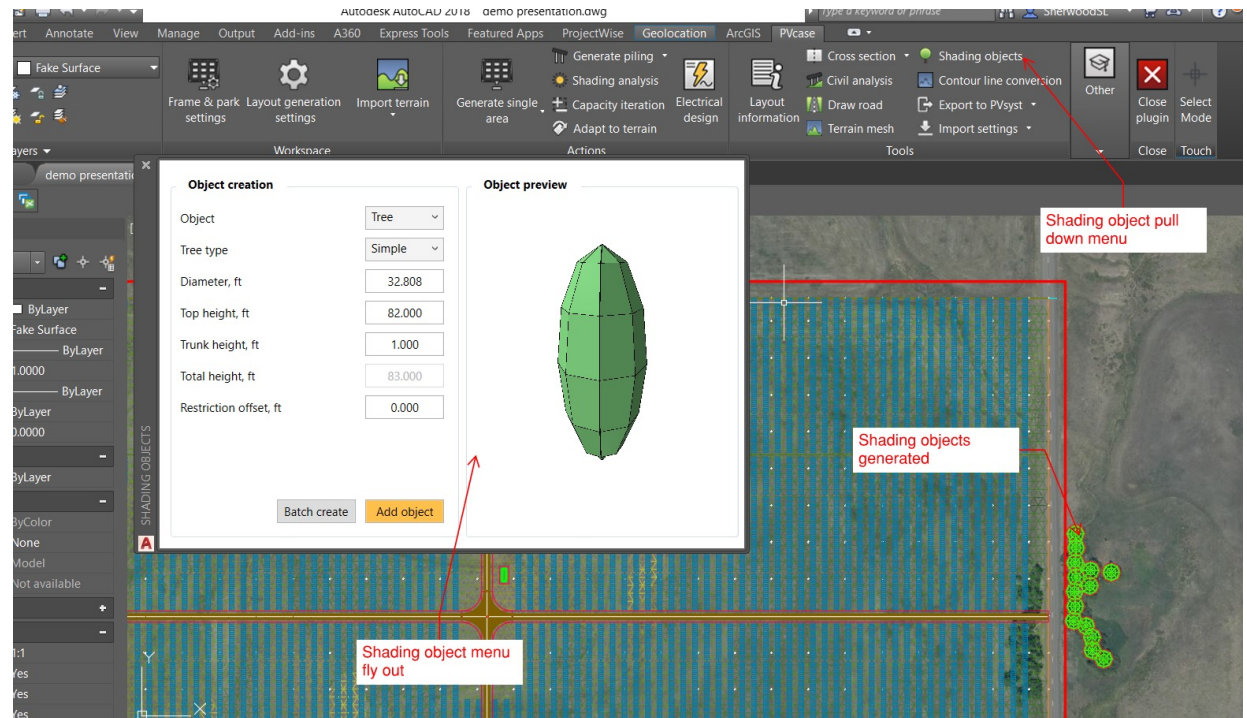 Autodesk AutoCAD 2018 demo presentation.dwg
Type a keyword or phrase
SherwoodSE
ert Annotate View Manage Output Add-ins A360 Express Tools Featured Apps ProjectWise Geolocation ArcGIS PVcase
Fake Surface
Frame & park settings
Layout generation settings
Import terrain
Generate single area
Generate piling
Shading analysis
Capacity iteration
Adapt to terrain
Electrical design
Layout information
Cross section
Civil analysis
Draw road
Terrain mesh
Shading objects
Contour line conversion
Export to PVsyst
Import settings
Other
Close plugin
Select Mode
ayers
Workspace
Actions
Tools
Close
Touch
demo presentatio
ByLayer
Fake Surface
ByLayer
1.0000
ByLayer
ByLayer
0.0000
ByLayer
ByColor
None
Model
Not available
1:1
Yes
Yes
Yes
SHADING OBJECTS
Object creation
Object Tree
Tree type Simple
Diameter, ft 32.808
Top height, ft 82.000
Trunk height, ft 1.000
Total height, ft 83.000
Restriction offset, ft 0.000
Batch create
Add object
Object preview
A
Shading object pull
down menu
Shading objects
generated
Shading object menu
fly out
Y
X